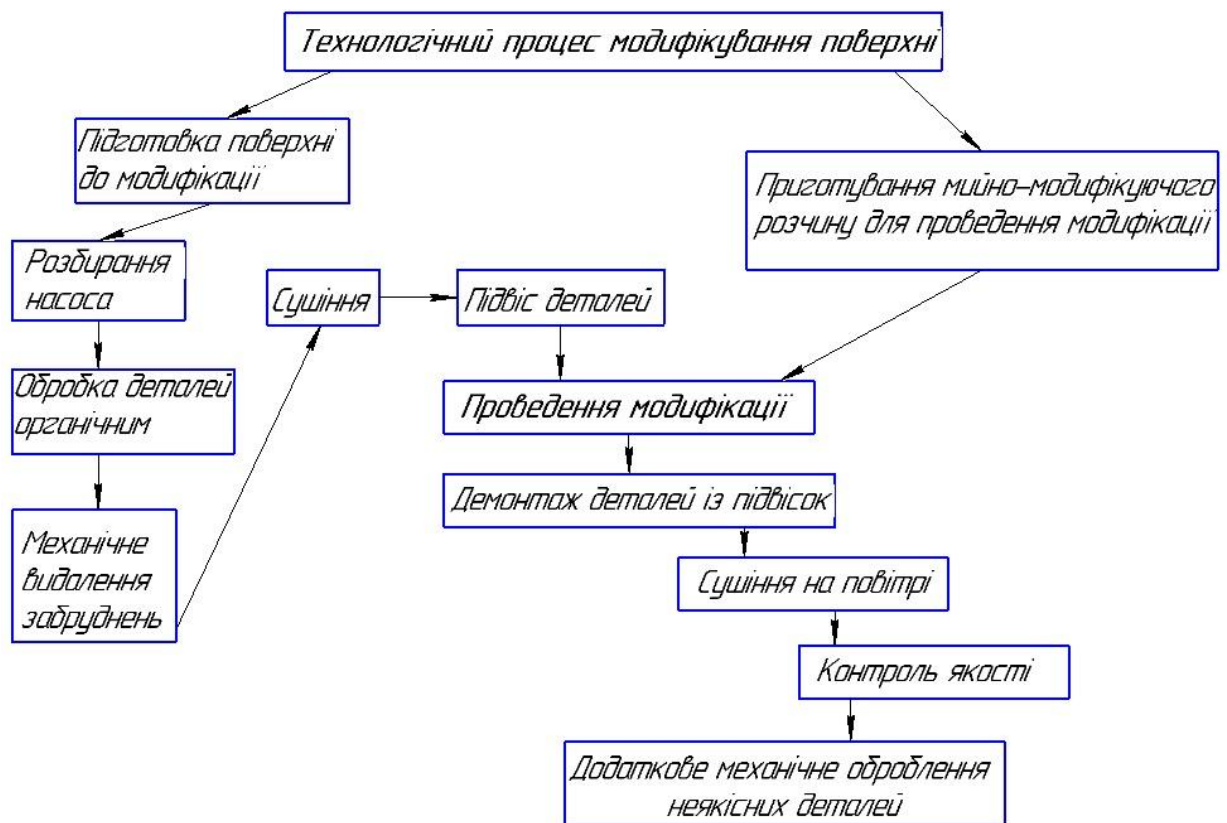 Технологічний процес модифікування поверхні
Підготовка поверхні
до модифікації
Приготування мийно-модифікуючого
розчину для проведення модифікації
Розбирання
насоса
Сушіння
Підвіс деталей
Обробка деталей
органічним
Проведення модифікації
Механічне
видалення
забруднень
Демонтаж деталей із підвісок
Сушіння на повітрі
Контроль якості
Додаткове механічне оброблення
неякісних деталей